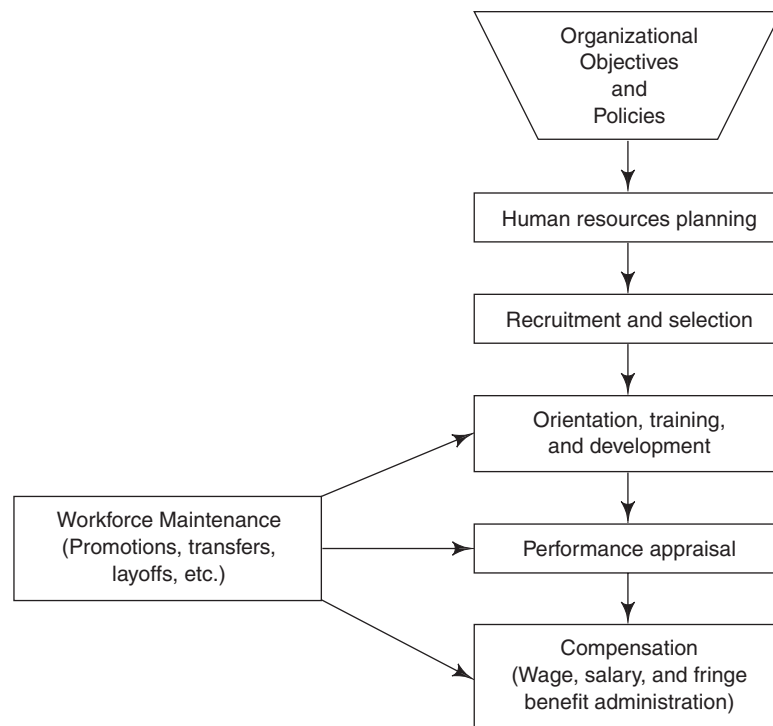 Organizational
Objectives
and
Policies
Human resources planning
Recruitment and selection
Orientation, training,
and development
Workforce Maintenance
(Promotions, transfers,
layoffs, etc.)
Performance appraisal
Compensation
(Wage, salary, and fringe
benefit administration)